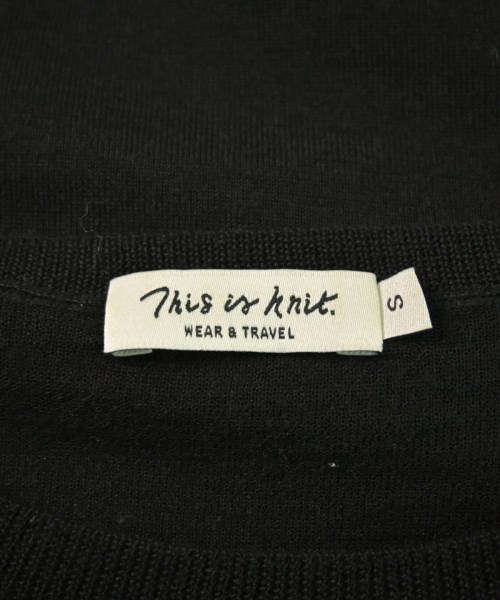 This is knit.
WEAR & TRAVEL
S